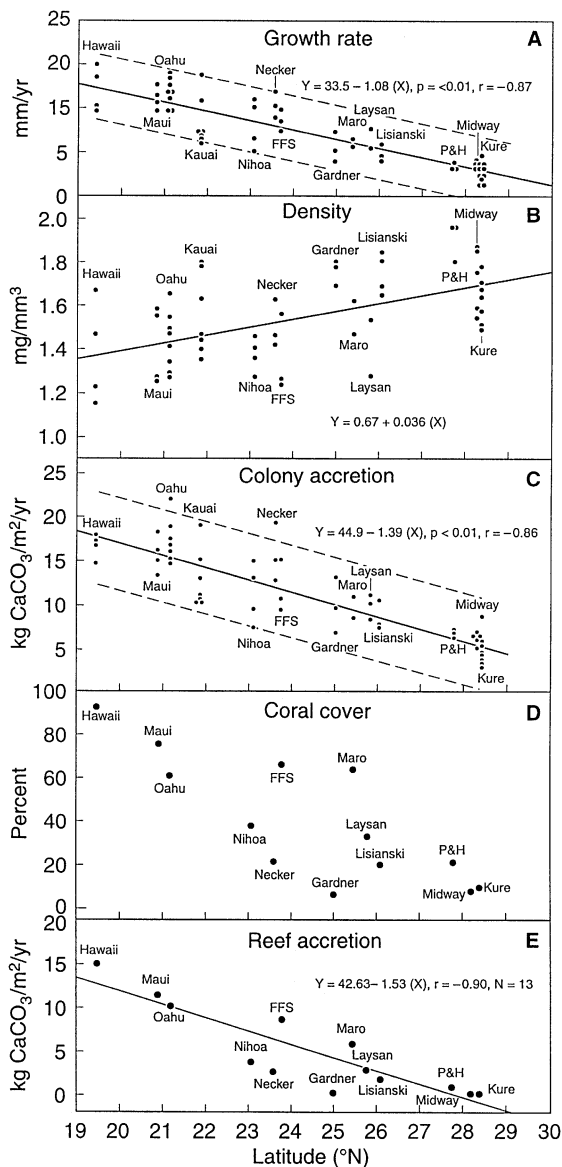 Growth rate
A
Hawaii
Oahu
Necker
Y = 33.5 – 1.08 (X), p = <0.01, r = –0.87
Laysan
Maro
Midway
Lisianski
Kure
P&H
Maui
Kauai
Nihoa
FFS
Gardner
mm/yr
25
20
15
10
5
0
Density
B
Midway
Hawaii
Kauai
Oahu
Necker
Gardner
Lisianski
P&H
Maui
Nihoa
FFS
Maro
Laysan
Kure
Y = 0.67 + 0.036 (X)
mg/mm³
2.0
1.8
1.6
1.4
1.2
1.0
Colony accretion
C
Oahu
Kauai
Necker
Y = 44.9 – 1.39 (X), p < 0.01, r = –0.86
Hawaii
Laysan
Maro
Midway
Maui
FFS
Nihoa
Gardner
Lisianski
P&H
Kure
kg CaCO₃/m²/yr
25
20
15
10
5
100
Coral cover
D
Hawaii
Maui
Oahu
FFS
Maro
Nihoa
Necker
Laysan
Lisianski
Gardner
P&H
Midway
Kure
Percent
80
60
40
20
0
Reef accretion
E
Hawaii
Y = 42.63– 1.53 (X), r = –0.90, N = 13
Maui
Oahu
FFS
Maro
Nihoa
Necker
Laysan
Gardner
Lisianski
P&H
Midway
Kure
kg CaCO₃/m²/yr
20
15
10
5
0
19 20 21 22 23 24 25 26 27 28 29 30
Latitude (°N)